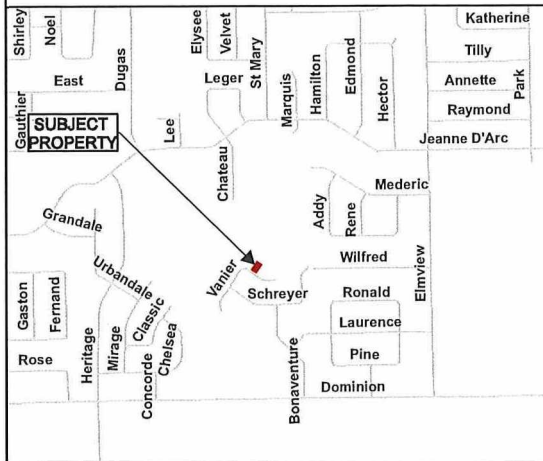 Shirley
Noel
Dugas
Elysee
Velvet
St Mary
Katherine
Tilly
East
Leger
Marquis
Hamilton
Edmond
Hector
Annette
Park
Raymond
Gauthier
SUBJECT
PROPERTY
Lee
Chateau
Jeanne D'Arc
Mederic
Addy
Rene
Grandale
Wilfred
Elmview
Urbandale
Vanier
Schreyer
Ronald
Gaston
Fernand
Classic
Laurence
Rose
Heritage
Mirage
Chelsea
Pine
Concorde
Bonaventure
Dominion